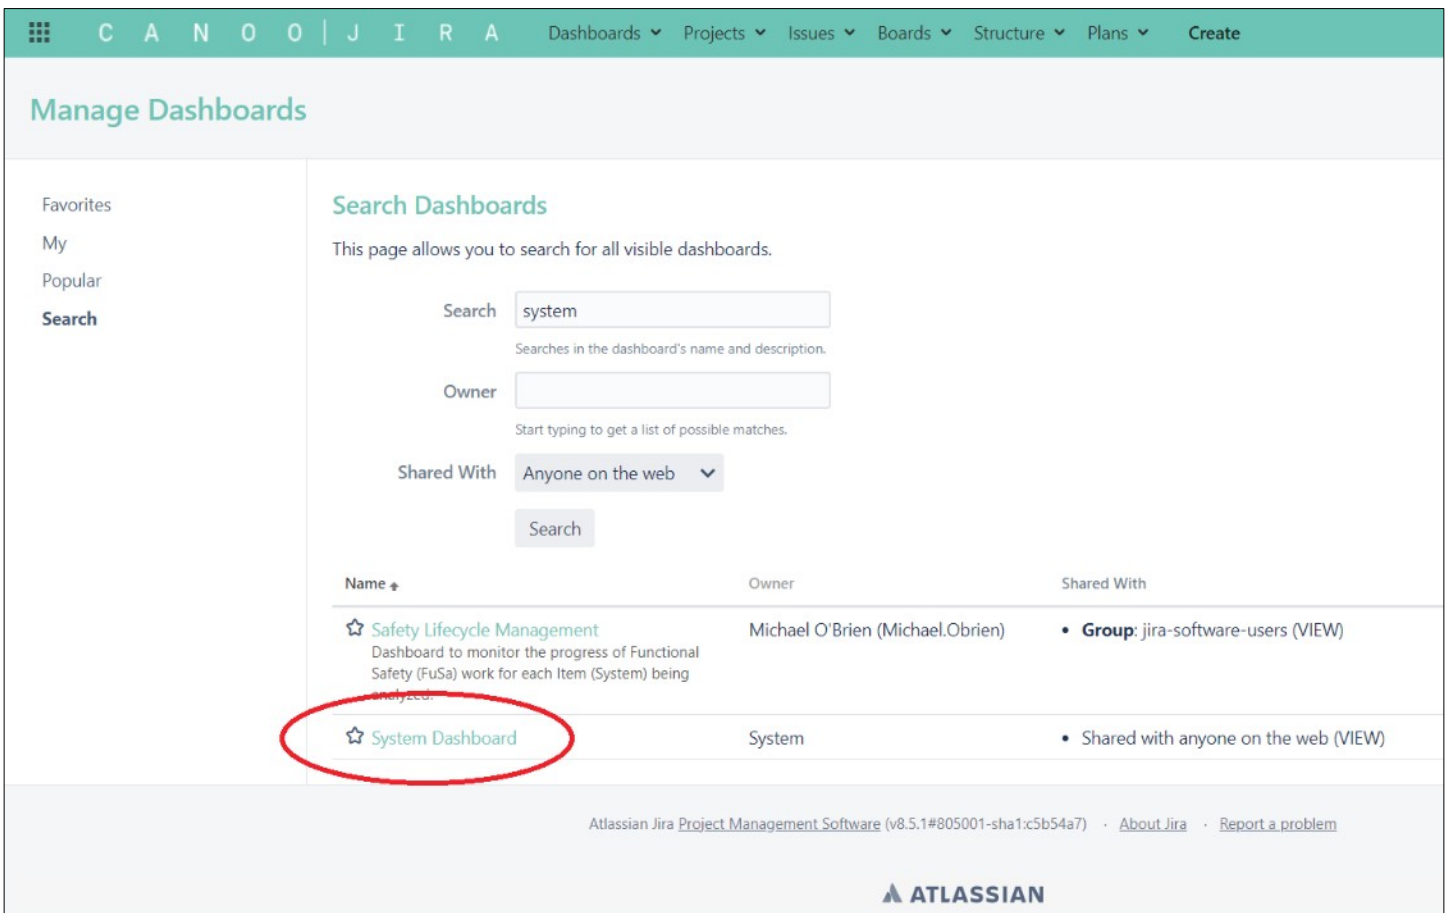 CANOO|JIRA Dashboards Projects Issues Boards Structure Plans Create
Manage Dashboards
Favorites
My
Popular
Search
Search Dashboards
This page allows you to search for all visible dashboards.
Search system
Searches in the dashboard's name and description.
Owner
Start typing to get a list of possible matches.
Shared With Anyone on the web
Search
Name Owner Shared With
Safety Lifecycle Management Michael O'Brien (Michael.Obrien) • Group: jira-software-users (VIEW)
Dashboard to monitor the progress of Functional
Safety (FuSa) work for each Item (System) being
analyzed.
System Dashboard System • Shared with anyone on the web (VIEW)
Atlassian Jira Project Management Software (v8.5.1#805001-sha1:c5b54a7) · About Jira · Report a problem
ATLASSIAN